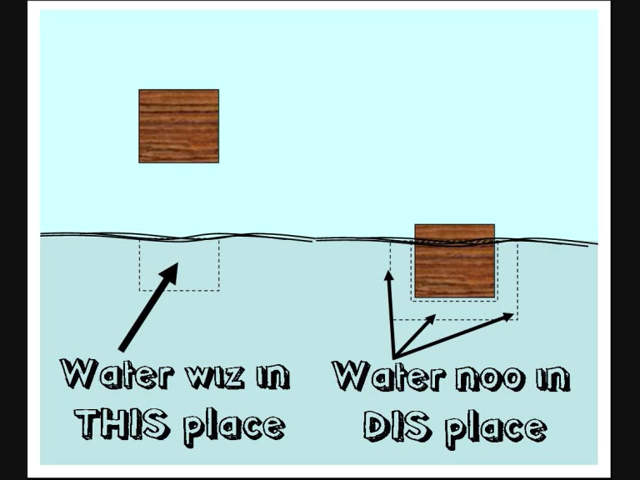 Water wiz in
THIS place
Water noo in
DIS place